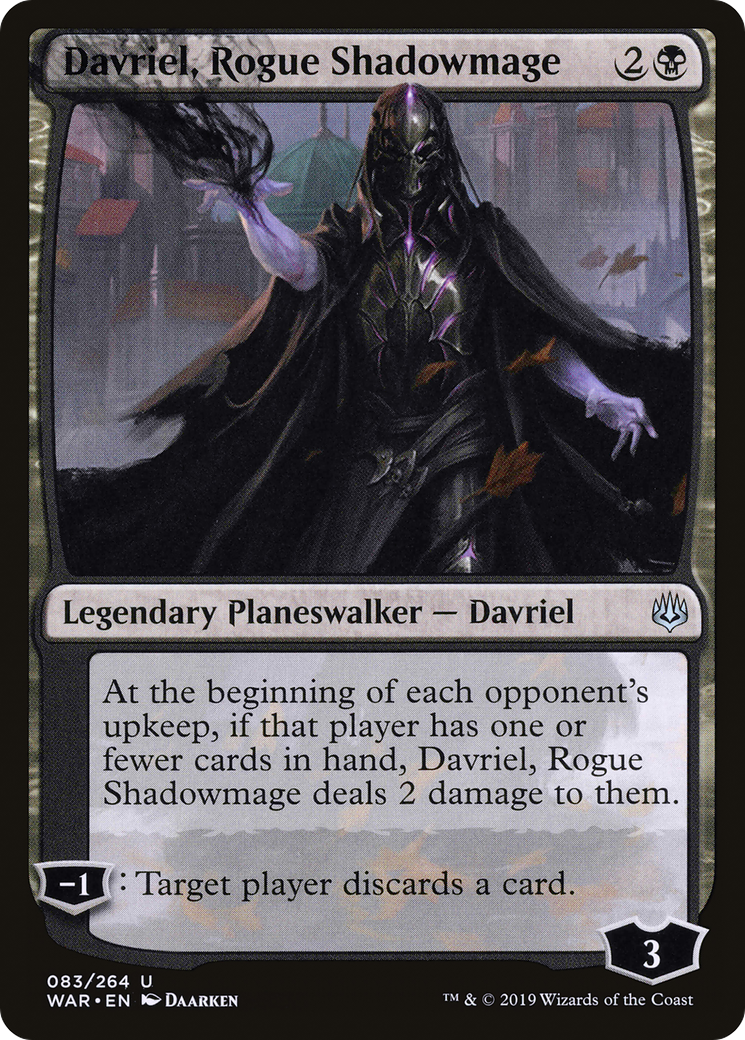 Davriel, Rogue Shadowmage 2
Legendary Planeswalker — Davriel
At the beginning of each opponent's
upkeep, if that player has one or
fewer cards in hand, Davriel, Rogue
Shadowmage deals 2 damage to them.
−1 : Target player discards a card.
3
083/264 U
WAR • EN Daarken
™ & © 2019 Wizards of the Coast